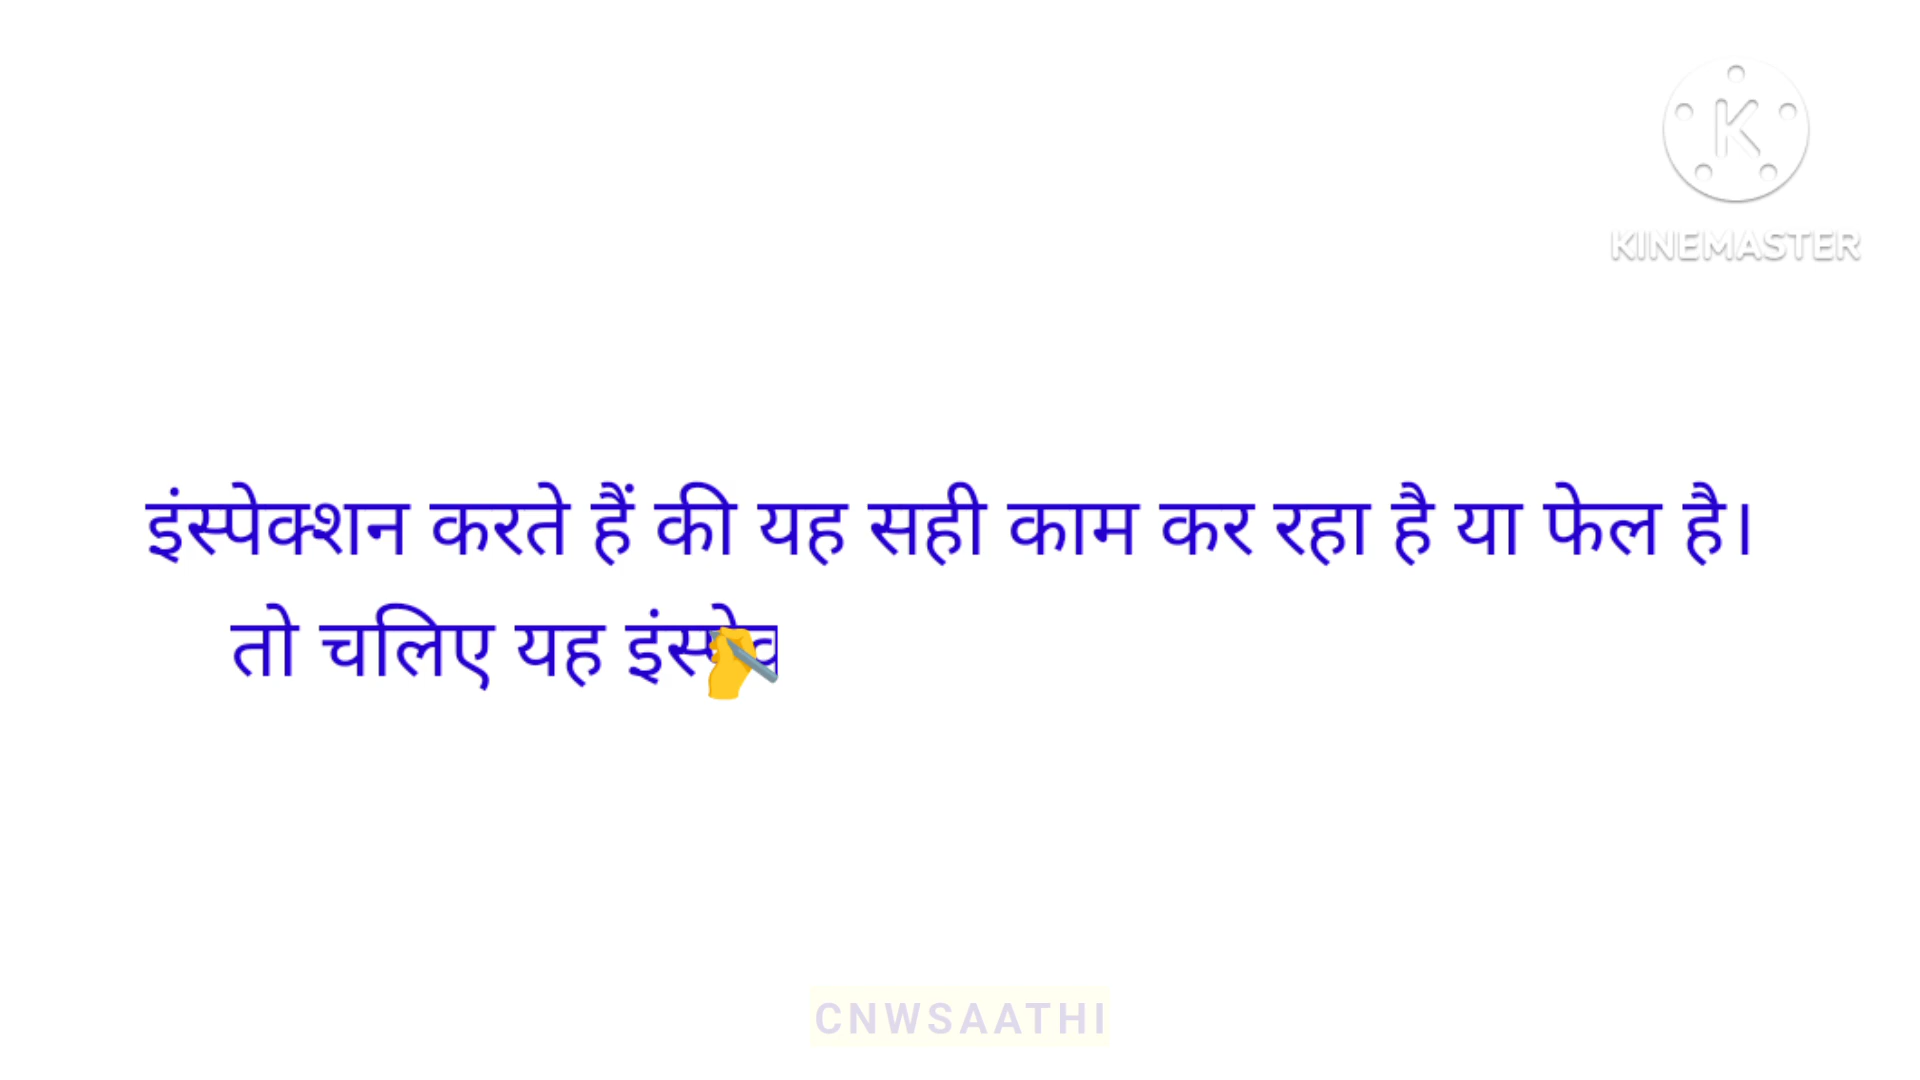 KINEMASTER
इंस्पेक्शन करते हैं की यह सही काम कर रहा है या फेल है।
तो चलिए यह
CNWSAATHI